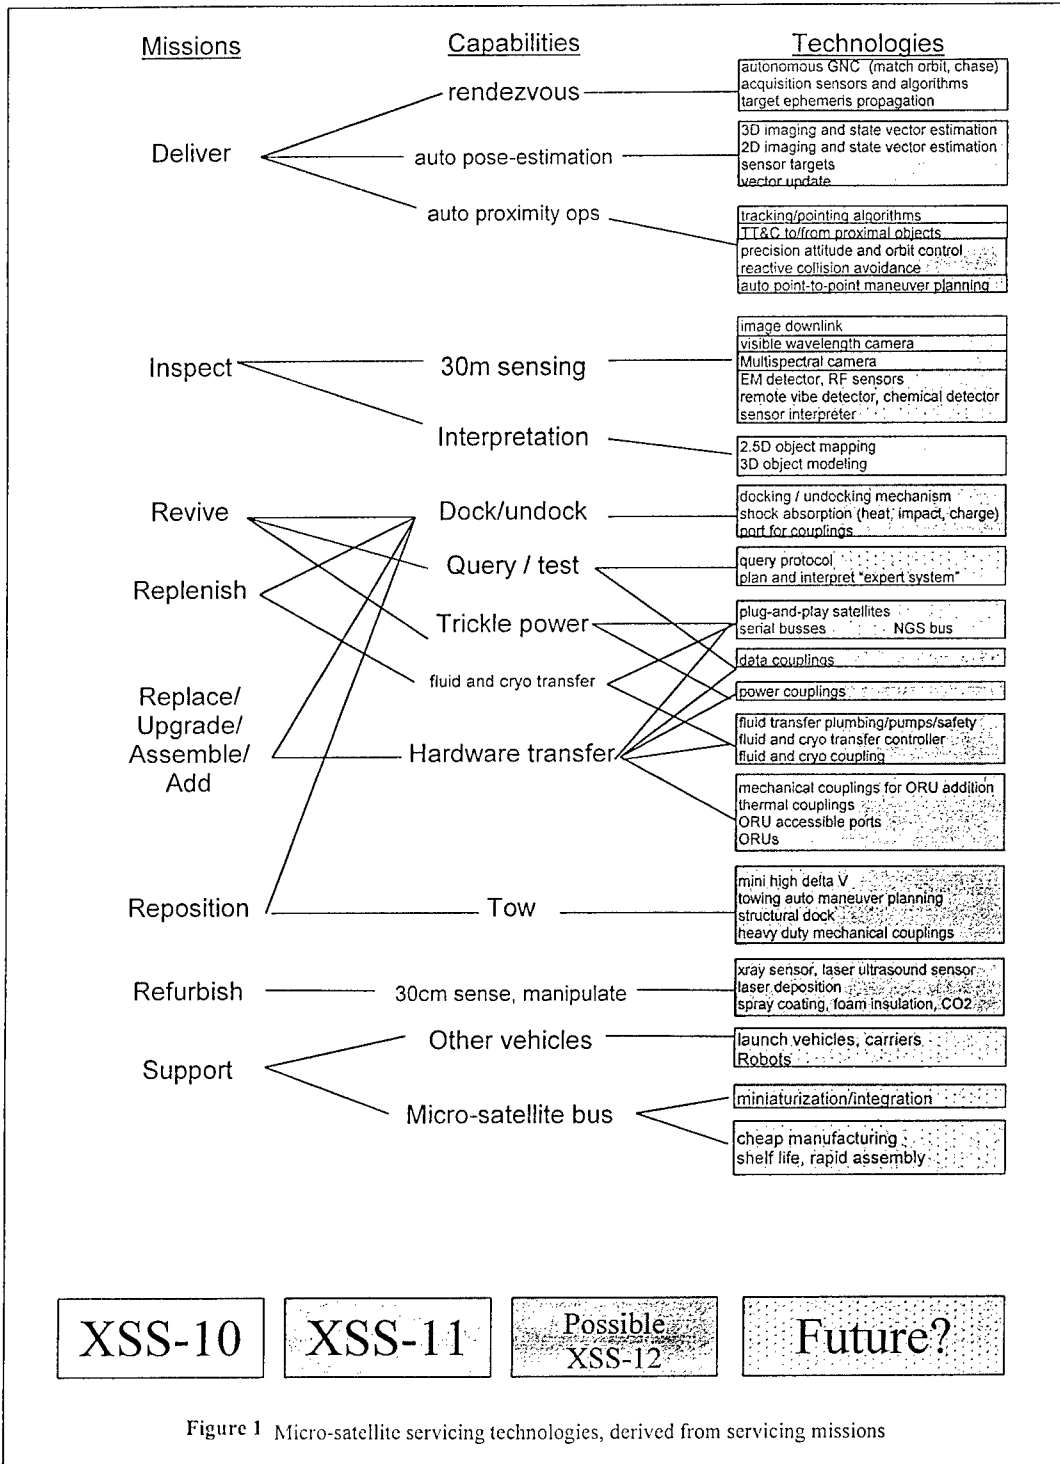 Missions Capabilities Technologies
rendezvous
autonomous GNC (match orbit, chase)
acquisition sensors and algorithms
target ephemeris propagation
Deliver
auto pose-estimation
3D imaging and state vector estimation
2D imaging and state vector estimation
sensor targets
vector update
auto proximity ops
tracking/pointing algorithms
TT&C to/from proximal objects
precision attitude and orbit control
reactive collision avoidance
auto point-to-point maneuver planning
Inspect
30m sensing
image downlink
visible wavelength camera
Multispectral camera
EM detector, RF sensors
remote vibe detector, chemical detector
sensor interpreter
Interpretation
2.5D object mapping
3D object modeling
Revive
Dock/undock
docking / undocking mechanism
shock absorption (heat, impact, charge)
port for couplings
Query / test
query protocol
plan and interpret "expert system"
Replenish
Trickle power
plug-and-play satellites
serial busses NGS bus
data couplings
fluid and cryo transfer
power couplings
Replace/
Upgrade/
Assemble/
Add
Hardware transfer
fluid transfer plumbing/pumps/safety
fluid and cryo transfer controller
fluid and cryo coupling
mechanical couplings for ORU addition
thermal couplings
ORU accessible ports
ORUs
Reposition
Tow
mini high delta V
towing auto maneuver planning
structural dock
heavy duty mechanical couplings
Refurbish
30cm sense, manipulate
xray sensor, laser ultrasound sensor
laser deposition
spray coating, foam insulation, CO2
Support
Other vehicles
launch vehicles, carriers
Robots
Micro-satellite bus
miniaturization/integration
cheap manufacturing
shelf life, rapid assembly
XSS-10
XSS-11
Possible
XSS-12
Future?
Figure 1 Micro-satellite servicing technologies, derived from servicing missions